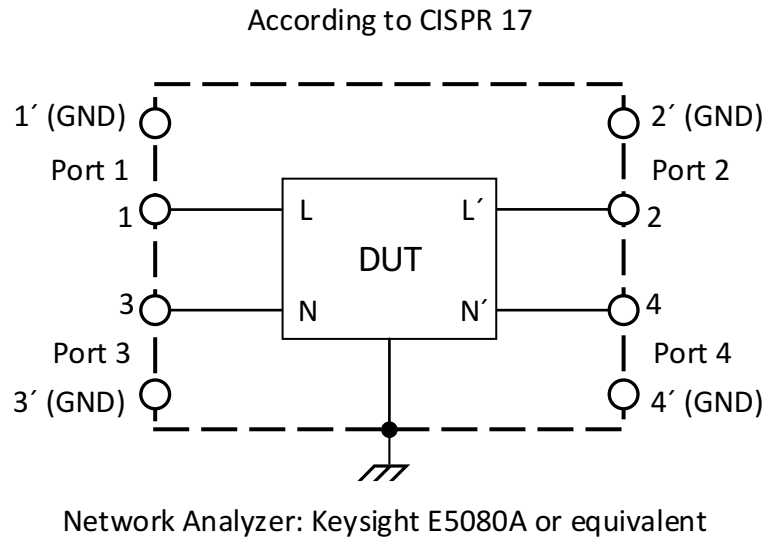 According to CISPR 17
1´ (GND)
2´ (GND)
Port 1
Port 2
1
L
L´
2
DUT
3
N
N´
4
Port 3
Port 4
3´ (GND)
4´ (GND)
Network Analyzer: Keysight E5080A or equivalent